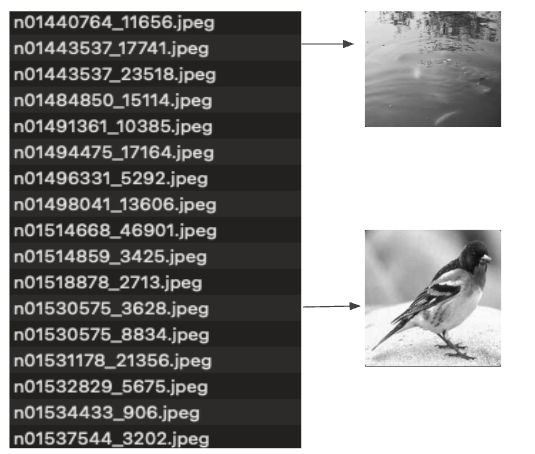 n01440764_11656.jpeg
n01443537_17741.jpeg
n01443537_23518.jpeg
n01484850_15114.jpeg
n01491361_10385.jpeg
n01494475_17164.jpeg
n01496331_5292.jpeg
n01498041_13606.jpeg
n01514668_46901.jpeg
n01514859_3425.jpeg
n01518878_2713.jpeg
n01530575_3628.jpeg
n01530575_8834.jpeg
n01531178_21356.jpeg
n01532829_5675.jpeg
n01534433_906.jpeg
n01537544_3202.jpeg